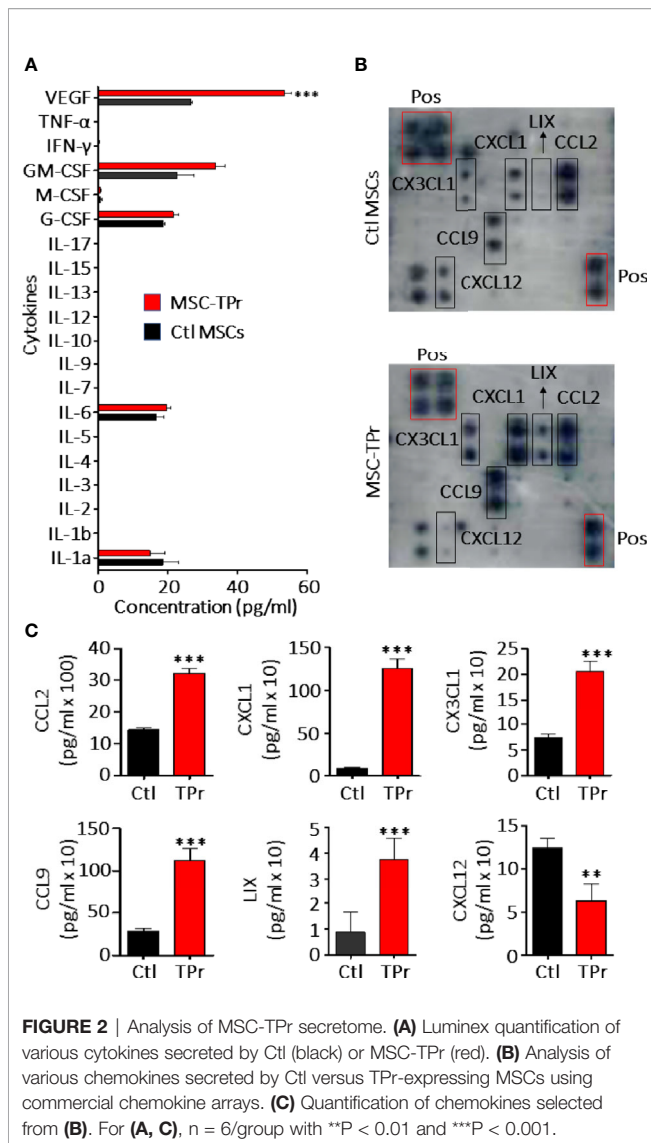 A
Cytokines
VEGF
***
TNF-α
IFN-γ
GM-CSF
M-CSF
G-CSF
IL-17
IL-15
IL-13
IL-12
IL-10
IL-9
IL-7
IL-6
IL-5
IL-4
IL-3
IL-2
IL-1b
IL-1a
MSC-TPr
Ctl MSCs
0 20 40 60
Concentration (pg/ml)
B
Ctl MSCs
Pos
LIX
CXCL1
CCL2
CX3CL1
CCL9
CXCL12
Pos
MSC-TPr
Pos
LIX
CXCL1
CCL2
CX3CL1
CCL9
CXCL12
Pos
C
CCL2
(pg/ml x 100)
40
30
20
10
0
***
Ctl TPr
CXCL1
(pg/ml x 10)
150
100
50
0
***
Ctl TPr
CX3CL1
(pg/ml x 10)
25
20
15
10
5
0
***
Ctl TPr
CCL9
(pg/ml x 10)
150
100
50
0
***
Ctl TPr
LIX
(pg/ml x 10)
5
4
3
2
1
0
***
Ctl TPr
CXCL12
(pg/ml x 10)
15
10
5
0
**
Ctl TPr
FIGURE 2 | Analysis of MSC-TPr secretome. (A) Luminex quantification of
various cytokines secreted by Ctl (black) or MSC-TPr (red). (B) Analysis of
various chemokines secreted by Ctl versus TPr-expressing MSCs using
commercial chemokine arrays. (C) Quantification of chemokines selected
from (B). For (A, C), n = 6/group with **P < 0.01 and ***P < 0.001.